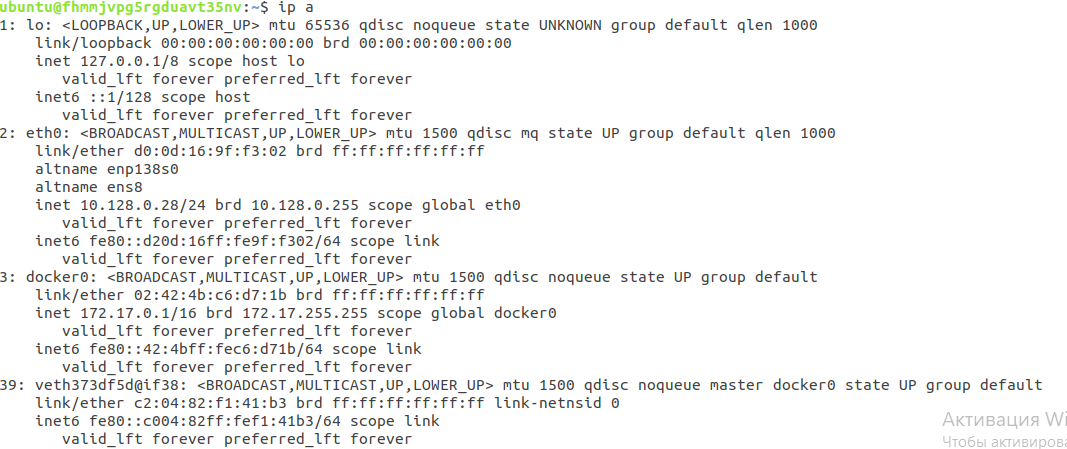 ubuntu@fhmmjvpg5rgduavt35nv:~$ ip a
1: lo: <LOOPBACK,UP,LOWER_UP> mtu 65536 qdisc noqueue state UNKNOWN group default qlen 1000
    link/loopback 00:00:00:00:00:00 brd 00:00:00:00:00:00
    inet 127.0.0.1/8 scope host lo
       valid_lft forever preferred_lft forever
    inet6 ::1/128 scope host
       valid_lft forever preferred_lft forever
2: eth0: <BROADCAST,MULTICAST,UP,LOWER_UP> mtu 1500 qdisc mq state UP group default qlen 1000
    link/ether d0:0d:16:9f:f3:02 brd ff:ff:ff:ff:ff:ff
    altname enp138s0
    altname ens8
    inet 10.128.0.28/24 brd 10.128.0.255 scope global eth0
       valid_lft forever preferred_lft forever
    inet6 fe80::d20d:16ff:fe9f:f302/64 scope link
       valid_lft forever preferred_lft forever
3: docker0: <BROADCAST,MULTICAST,UP,LOWER_UP> mtu 1500 qdisc noqueue state UP group default
    link/ether 02:42:4b:c6:d7:1b brd ff:ff:ff:ff:ff:ff
    inet 172.17.0.1/16 brd 172.17.255.255 scope global docker0
       valid_lft forever preferred_lft forever
    inet6 fe80::42:4bff:fec6:d71b/64 scope link
       valid_lft forever preferred_lft forever
39: veth373df5d@if38: <BROADCAST,MULTICAST,UP,LOWER_UP> mtu 1500 qdisc noqueue master docker0 state UP group default
    link/ether c2:04:82:f1:41:b3 brd ff:ff:ff:ff:ff:ff link-netnsid 0
    inet6 fe80::c004:82ff:fef1:41b3/64 scope link
       valid_lft forever preferred_lft forever
Активация Wi
Чтобы активирова